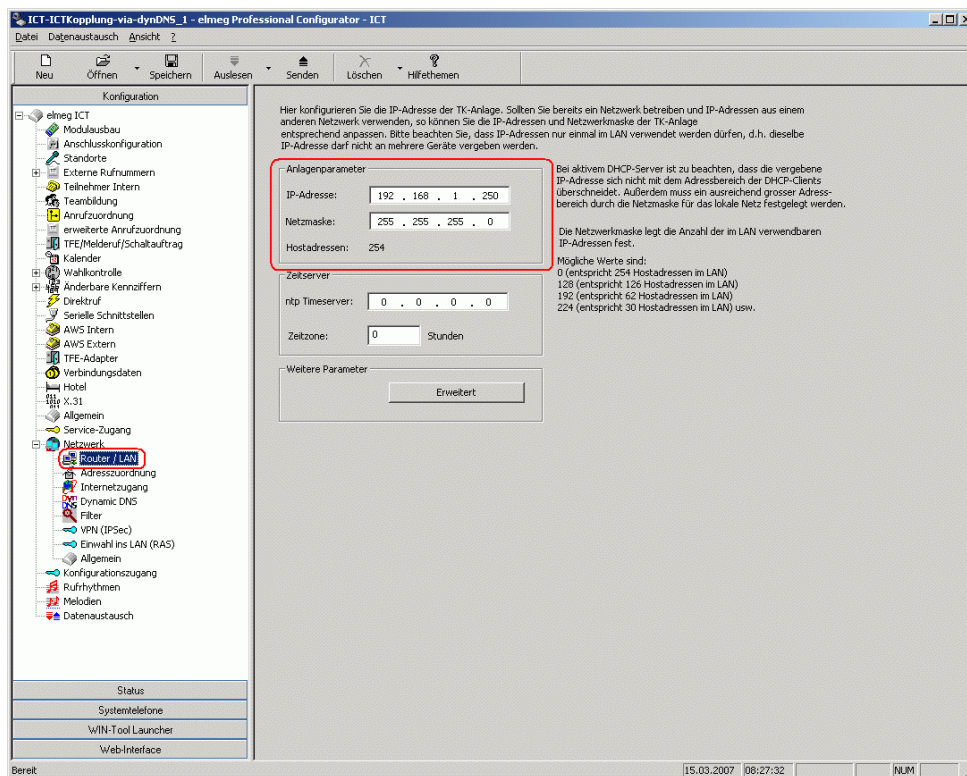 ICT-ICTKopplung-via-dynDNS_1 - elmeg Professional Configurator - ICT
Datei Datenaustausch Ansicht ?
Neu Öffnen Speichern Auslesen Senden Löschen Hilfethemen
Konfiguration
elmeg ICT
Modulausbau
Anschlusskonfiguration
Standorte
Externe Rufnummern
Teilnehmer Intern
Teambildung
Anrufzuordnung
erweiterte Anrufzuordnung
TFE/Melderuf/Schaltauftrag
Kalender
Wahlkontrolle
Änderbare Kennziffern
Direktruf
Serielle Schnittstellen
AWS Intern
AWS Extern
TFE-Adapter
Verbindungsdaten
Hotel
X.31
Allgemein
Service-Zugang
Netzwerk
Router / LAN
Adresszuordnung
Internetzugang
Dynamic DNS
Filter
VPN (IPSec)
Einwahl ins LAN (RAS)
Allgemein
Konfigurationszugang
Rufrhythmen
Melodien
Datenaustausch
Status
Systemtelefone
WIN-Tool Launcher
Web-Interface
Hier konfigurieren Sie die IP-Adresse der TK-Anlage. Sollten Sie bereits ein Netzwerk betreiben und IP-Adressen aus einem
anderen Netzwerk verwenden, so können Sie die IP-Adressen und Netzwerkmaske der TK-Anlage
entsprechend anpassen. Bitte beachten Sie, dass IP-Adressen nur einmal im LAN verwendet werden dürfen, d.h. dieselbe
IP-Adresse darf nicht an mehrere Geräte vergeben werden.
Anlagenparameter
IP-Adresse: 192 . 168 . 1 . 250
Netzmaske: 255 . 255 . 255 . 0
Hostadressen: 254
Zeitserver
ntp Timeserver: 0 . 0 . 0 . 0
Zeitzone: 0 Stunden
Weitere Parameter
Erweitert
Bei aktivem DHCP-Server ist zu beachten, dass die vergebene
IP-Adresse sich nicht mit dem Adressbereich der DHCP-Clients
überschneidet. Außerdem muss ein ausreichend grosser Adress-
bereich durch die Netzmaske für das lokale Netz festgelegt werden.
Die Netzwerkmaske legt die Anzahl der im LAN verwendbaren
IP-Adressen fest.
Mögliche Werte sind:
0 (entspricht 254 Hostadressen im LAN)
128 (entspricht 126 Hostadressen im LAN)
192 (entspricht 62 Hostadressen im LAN)
224 (entspricht 30 Hostadressen im LAN) usw.
Bereit 15.03.2007 08:27:32 NUM